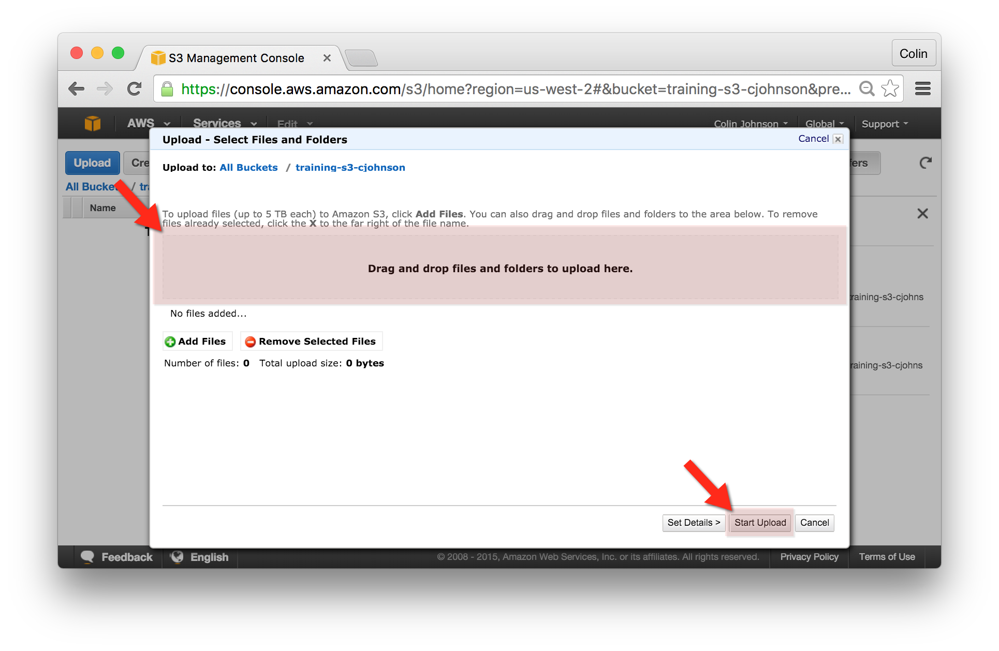 S3 Management Console
Colin
https://console.aws.amazon.com/s3/home?region=us-west-2#&bucket=training-s3-cjohnson&pre...
AWS Services Edit Colin Johnson Global Support
Upload - Select Files and Folders Cancel
Upload Cre fers
Upload to: All Buckets / training-s3-cjohnson
All Bucke / tra
Name
To upload files (up to 5 TB each) to Amazon S3, click Add Files. You can also drag and drop files and folders to the area below. To remove
files already selected, click the X to the far right of the file name.
T
Drag and drop files and folders to upload here.
raining-s3-cjohns
No files added...
Add Files Remove Selected Files
Number of files: 0 Total upload size: 0 bytes
raining-s3-cjohns
Set Details > Start Upload Cancel
Feedback English © 2008 - 2015, Amazon Web Services, Inc. or its affiliates. All rights reserved. Privacy Policy Terms of Use